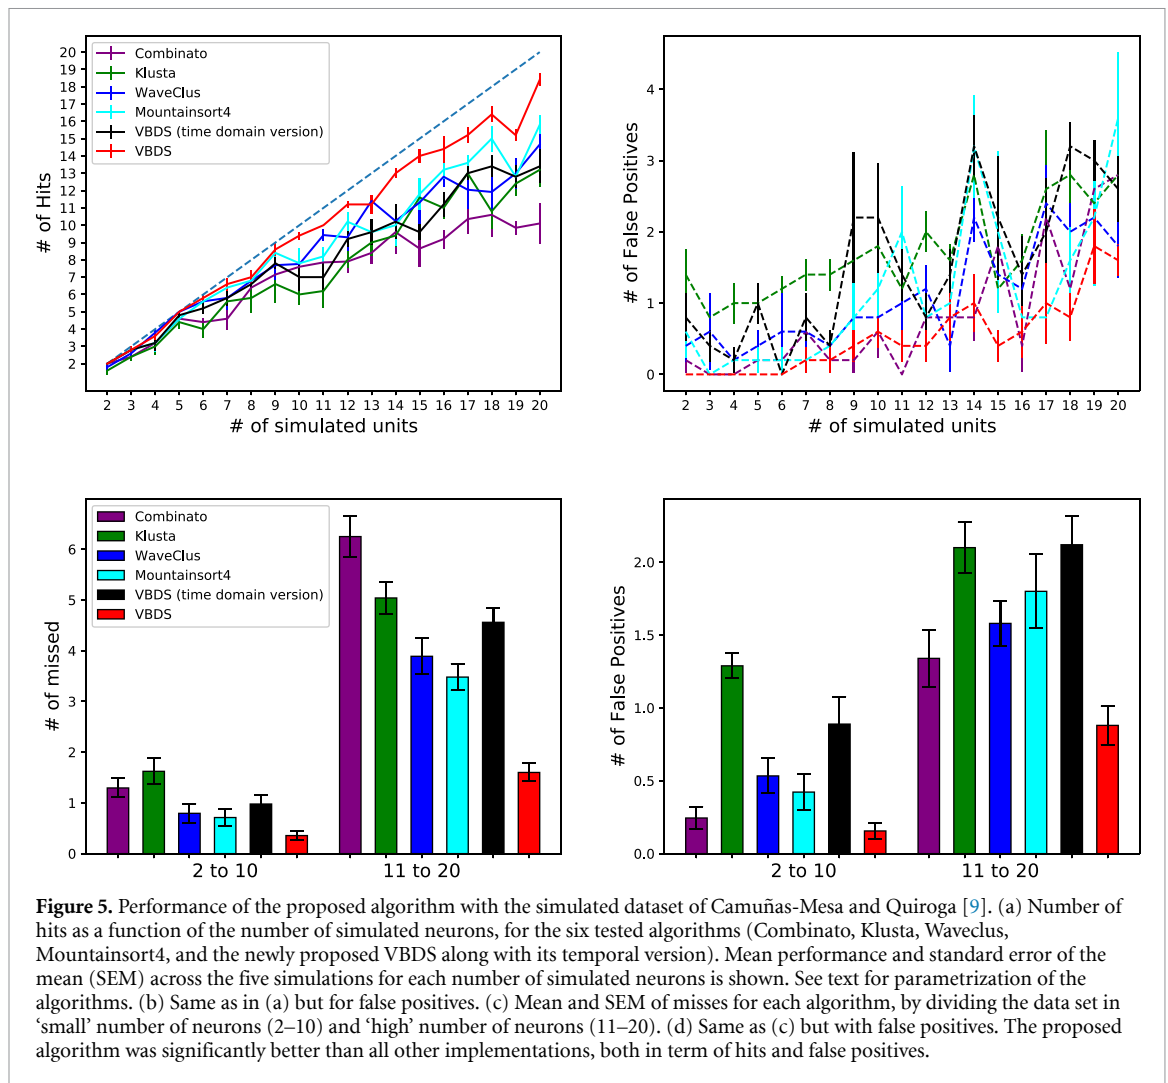 20
19
18
17
16
15
14
13
12
11
10
9
8
7
6
5
4
3
2
# of Hits
Combinato
Klusta
WaveClus
Mountainsort4
VBDS (time domain version)
VBDS
2 3 4 5 6 7 8 9 10 11 12 13 14 15 16 17 18 19 20
# of simulated units
4
3
2
1
0
# of False Positives
2 3 4 5 6 7 8 9 10 11 12 13 14 15 16 17 18 19 20
# of simulated units
6
5
4
3
2
1
0
# of missed
Combinato
Klusta
WaveClus
Mountainsort4
VBDS (time domain version)
VBDS
2 to 10 11 to 20
2.0
1.5
1.0
0.5
0.0
# of False Positives
2 to 10 11 to 20
Figure 5. Performance of the proposed algorithm with the simulated dataset of Camuñas-Mesa and Quiroga [9]. (a) Number of
hits as a function of the number of simulated neurons, for the six tested algorithms (Combinato, Klusta, Waveclus,
Mountainsort4, and the newly proposed VBDS along with its temporal version). Mean performance and standard error of the
mean (SEM) across the five simulations for each number of simulated neurons is shown. See text for parametrization of the
algorithms. (b) Same as in (a) but for false positives. (c) Mean and SEM of misses for each algorithm, by dividing the data set in
‘small’ number of neurons (2–10) and ‘high’ number of neurons (11–20). (d) Same as (c) but with false positives. The proposed
algorithm was significantly better than all other implementations, both in term of hits and false positives.